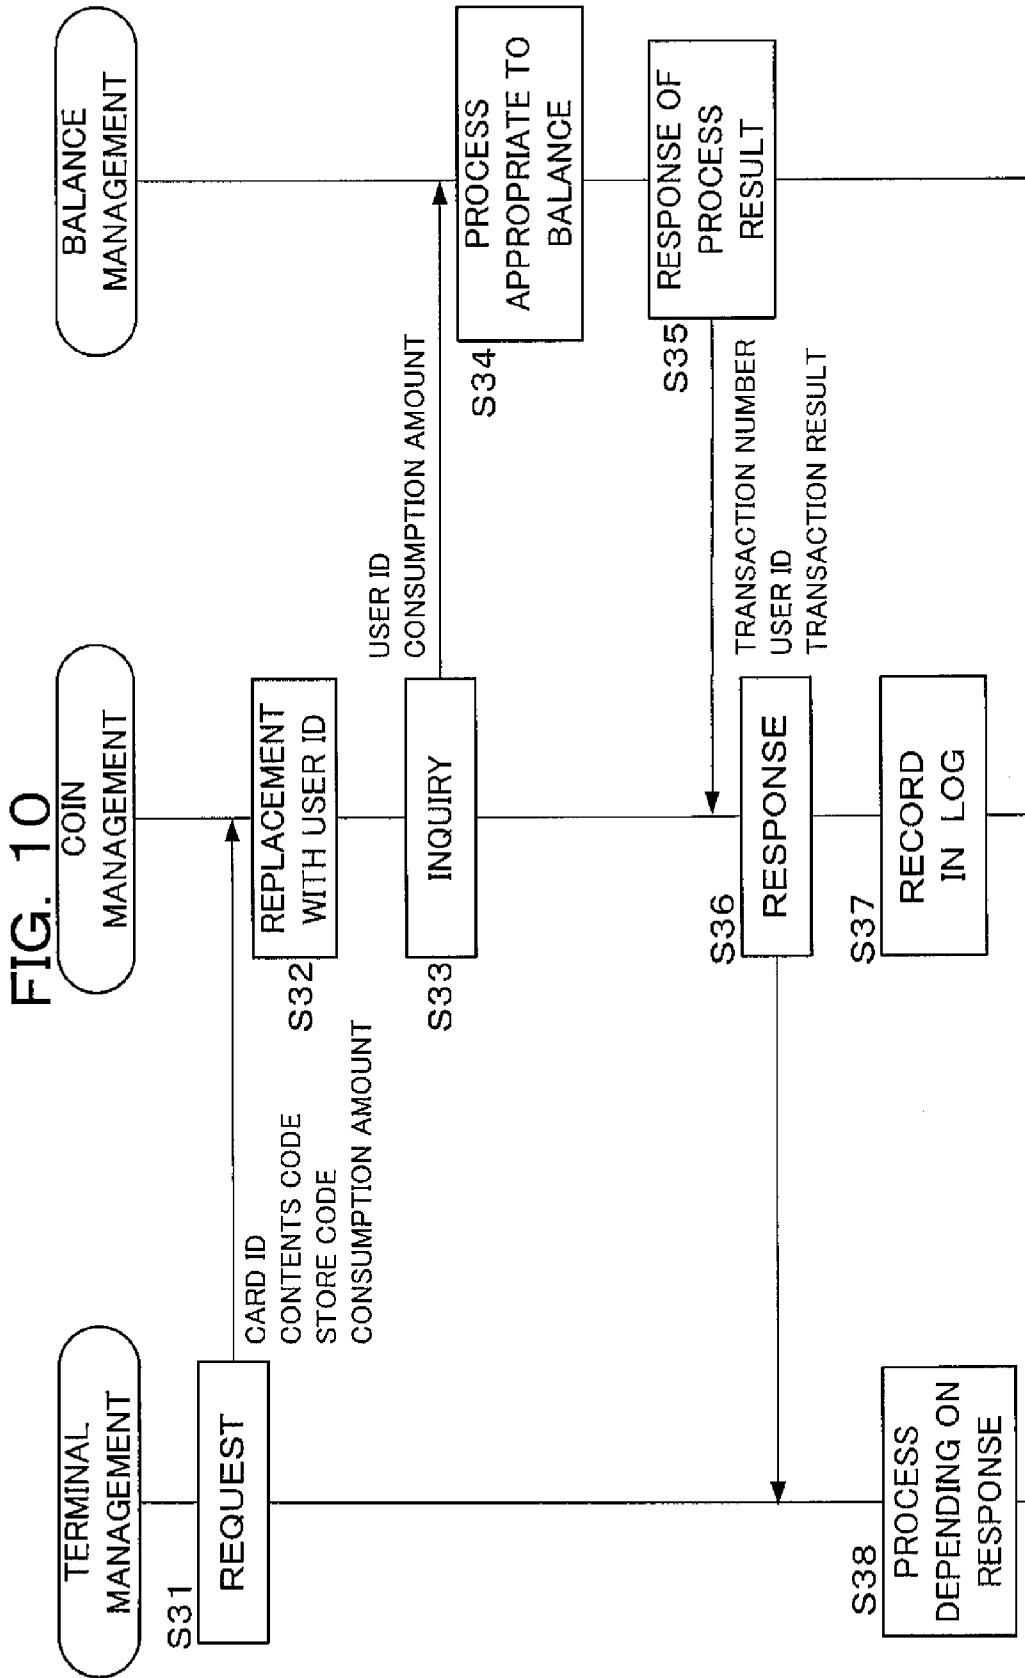 FIG. 10
TERMINAL
MANAGEMENT
COIN
MANAGEMENT
BALANCE
MANAGEMENT
S31
REQUEST
CARD ID
CONTENTS CODE
STORE CODE
CONSUMPTION AMOUNT
S32
REPLACEMENT
WITH USER ID
S33
INQUIRY
USER ID
CONSUMPTION AMOUNT
S34
PROCESS
APPROPRIATE TO
BALANCE
S35
RESPONSE OF
PROCESS
RESULT
TRANSACTION NUMBER
USER ID
TRANSACTION RESULT
S36
RESPONSE
S37
RECORD
IN LOG
S38
PROCESS
DEPENDING ON
RESPONSE